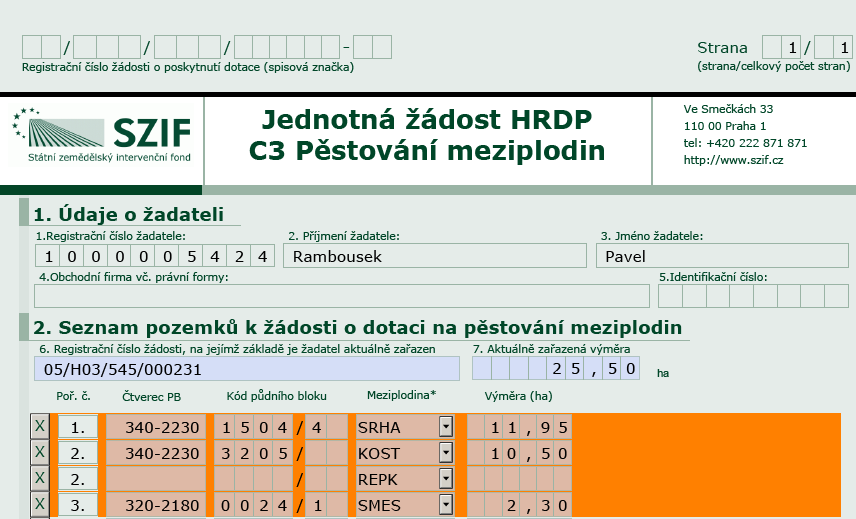 / / / -
Registrační číslo žádosti o poskytnutí dotace (spisová značka)
Strana 1 / 1
(strana/celkový počet stran)
SZIF
Státní zemědělský intervenční fond
Jednotná žádost HRDP
C3 Pěstování meziplodin
Ve Smečkách 33
110 00 Praha 1
tel: +420 222 871 871
http://www.szif.cz
1. Údaje o žadateli
1.Registrační číslo žadatele: 2. Příjmení žadatele: 3. Jméno žadatele:
1000005424 Rambousek Pavel
4.Obchodní firma vč. právní formy: 5.Identifikační číslo:
2. Seznam pozemků k žádosti o dotaci na pěstování meziplodin
6. Registrační číslo žádosti, na jejímž základě je žadatel aktuálně zařazen 7. Aktuálně zařazená výměra
05/H03/545/000231 25,50 ha
Poř. č. Čtverec PB Kód půdního bloku Meziplodina* Výměra (ha)
X 1. 340-2230 1504/4 SRHA 11,95
X 2. 340-2230 3205/ KOST 10,50
X 2. / REPK
X 3. 320-2180 0024/1 SMES 2,30